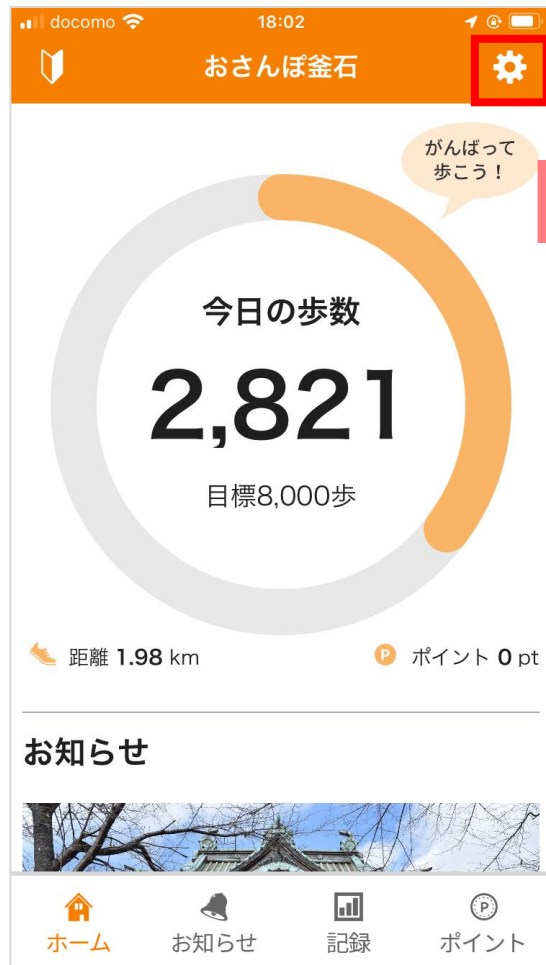 docomo 18:02
おさんぽ釜石
がんばって
歩こう！
今日の歩数
2,821
目標8,000歩
距離 1.98 km P ポイント 0 pt
お知らせ
P
ホーム お知らせ 記録 ポイント